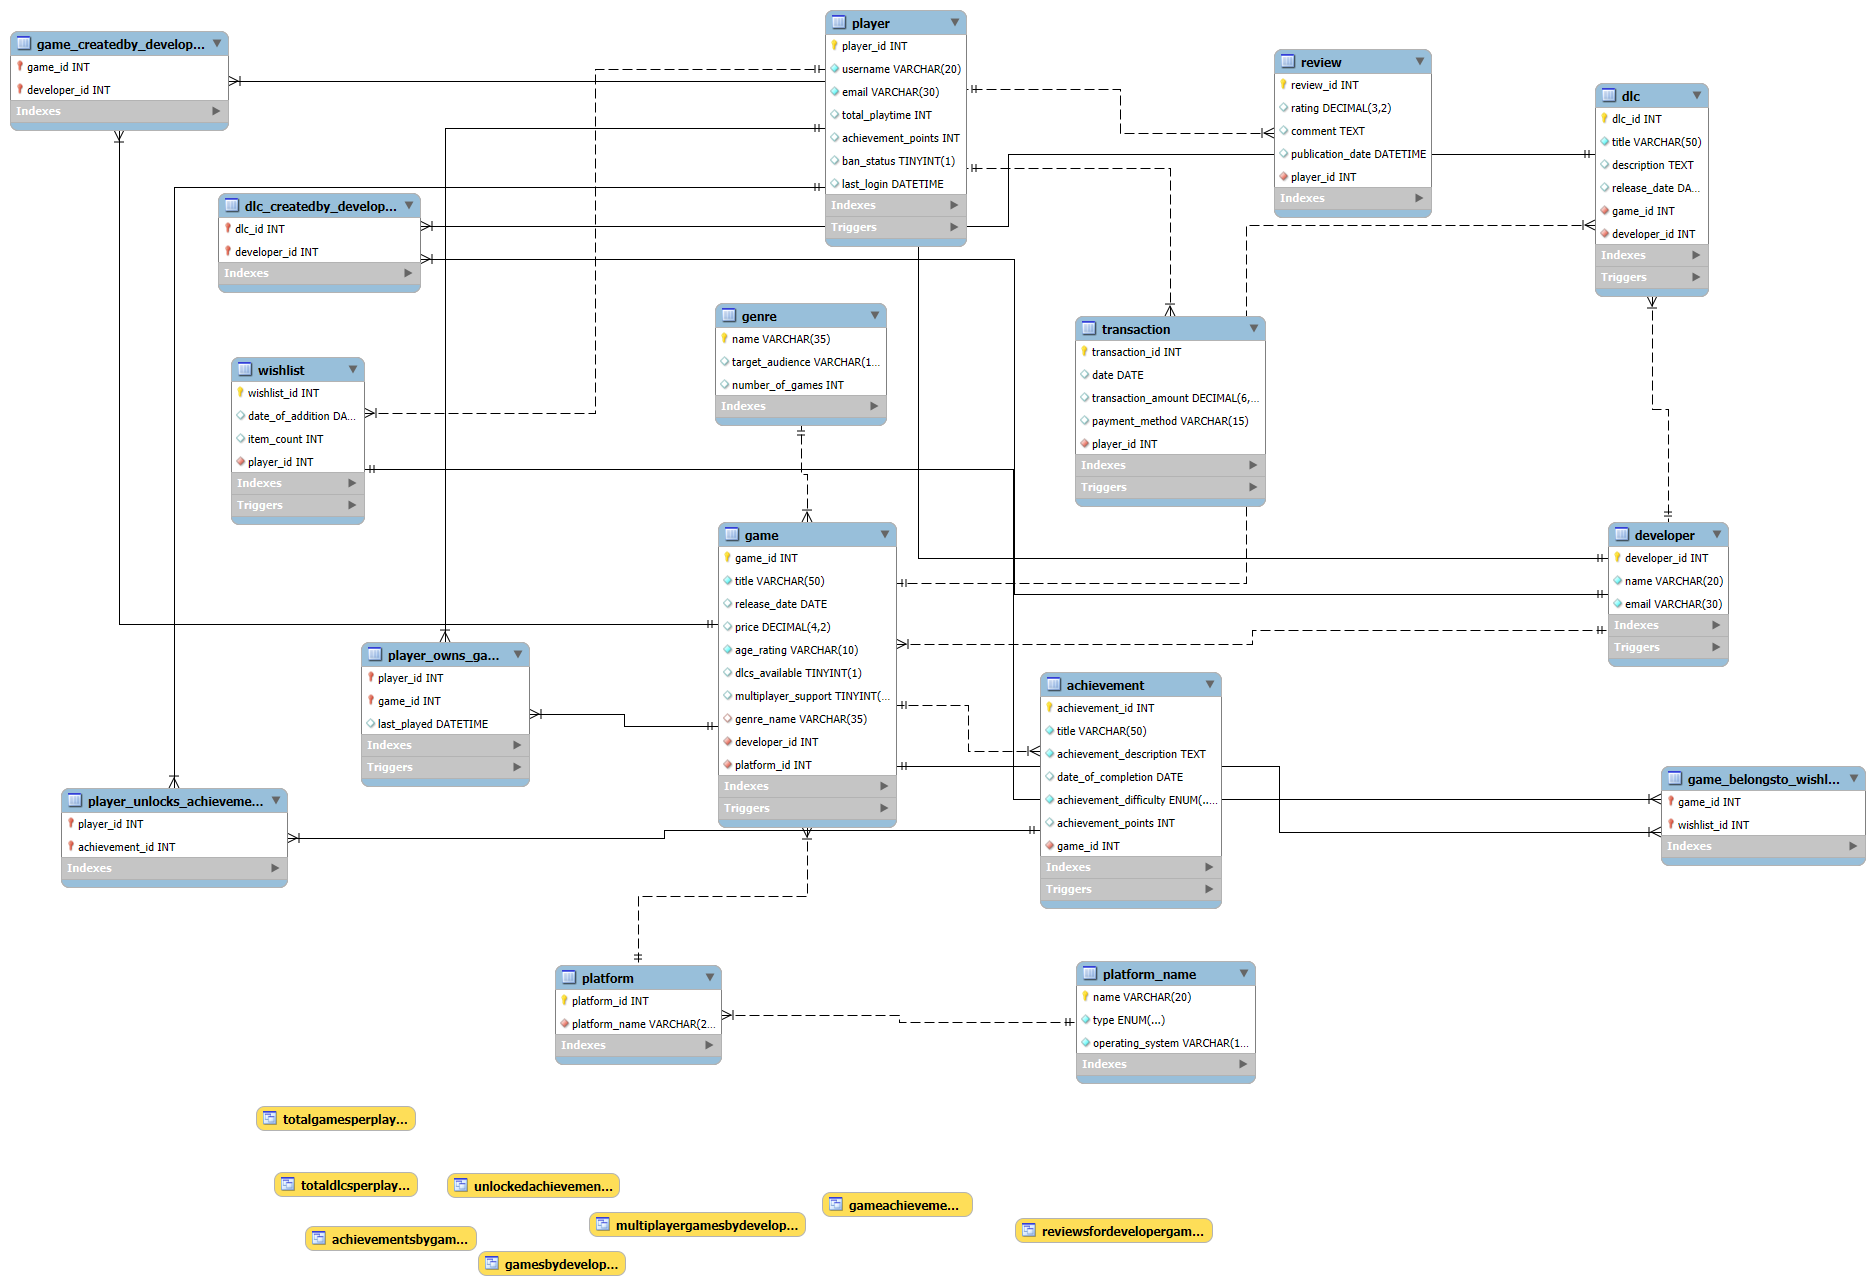 game_createdby_develop...
game_id INT
developer_id INT
Indexes
player
player_id INT
username VARCHAR(20)
email VARCHAR(30)
total_playtime INT
achievement_points INT
ban_status TINYINT(1)
last_login DATETIME
Indexes
Triggers
review
review_id INT
rating DECIMAL(3,2)
comment TEXT
publication_date DATETIME
player_id INT
Indexes
dlc
dlc_id INT
title VARCHAR(50)
description TEXT
release_date DA...
game_id INT
developer_id INT
Indexes
Triggers
dlc_createdby_develop...
dlc_id INT
developer_id INT
Indexes
genre
name VARCHAR(35)
target_audience VARCHAR(1...
number_of_games INT
Indexes
transaction
transaction_id INT
date DATE
transaction_amount DECIMAL(6,...
payment_method VARCHAR(15)
player_id INT
Indexes
Triggers
wishlist
wishlist_id INT
date_of_addition DA...
item_count INT
player_id INT
Indexes
Triggers
game
game_id INT
title VARCHAR(50)
release_date DATE
price DECIMAL(4,2)
age_rating VARCHAR(10)
dlcs_available TINYINT(1)
multiplayer_support TINYINT(...
genre_name VARCHAR(35)
developer_id INT
platform_id INT
Indexes
Triggers
developer
developer_id INT
name VARCHAR(20)
email VARCHAR(30)
Indexes
Triggers
player_owns_ga...
player_id INT
game_id INT
last_played DATETIME
Indexes
Triggers
achievement
achievement_id INT
title VARCHAR(50)
achievement_description TEXT
date_of_completion DATE
achievement_difficulty ENUM(...
achievement_points INT
game_id INT
Indexes
Triggers
player_unlocks_achieveme...
player_id INT
achievement_id INT
Indexes
game_belongsto_wishl...
game_id INT
wishlist_id INT
Indexes
platform
platform_id INT
platform_name VARCHAR(2...
Indexes
platform_name
name VARCHAR(20)
type ENUM(...)
operating_system VARCHAR(1...
Indexes
totalgamesperplay...
totaldlcsperplay...
unlockedachievemen...
gameachieveme...
multiplayergamesbydevelop...
reviewsfordevelopergam...
achievementsbygam...
gamesbydevelop...